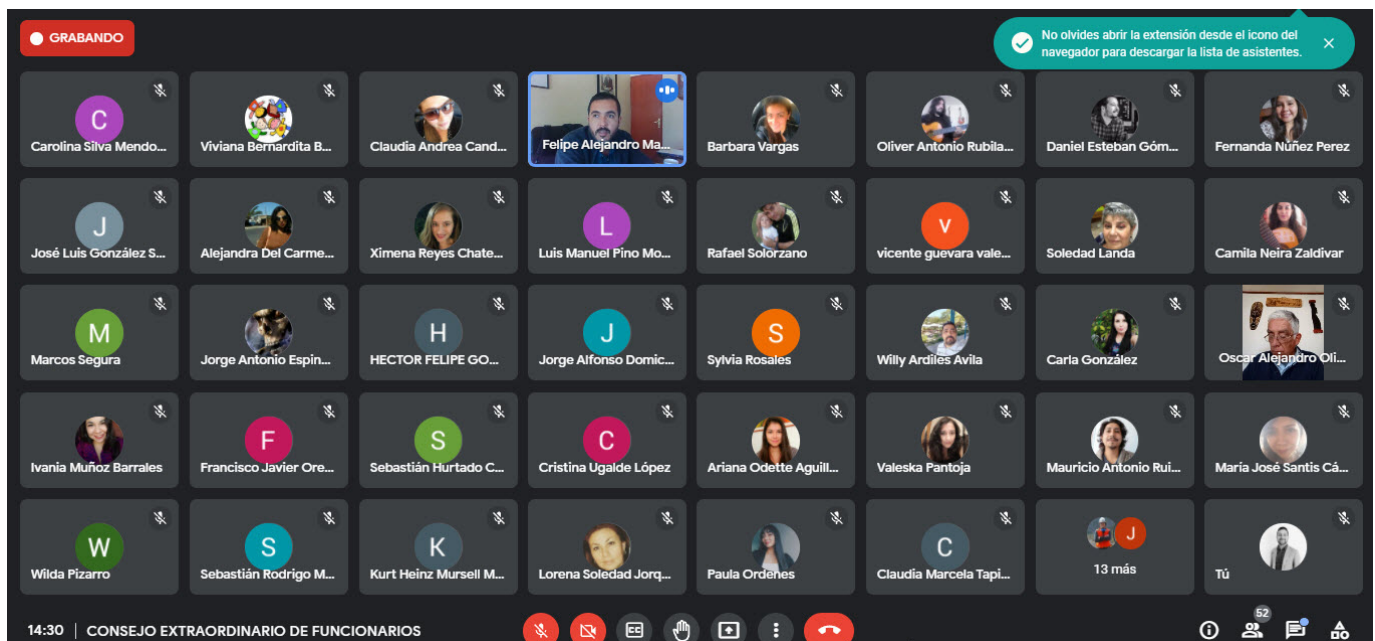 GRABANDO
No olvides abrir la extensión desde el icono del
navegador para descargar la lista de asistentes.
C
Carolina Silva Mendo...
Viviana Bernardita B...
Claudia Andrea Cand...
Felipe Alejandro Ma...
Barbara Vargas
Oliver Antonio Rubila...
Daniel Esteban Góm...
Fernanda Nuñez Perez
J
José Luis González S...
Alejandra Del Carme...
Ximena Reyes Chate...
L
Luis Manuel Pino Mo...
Rafael Solorzano
v
vicente guevara vale...
Soledad Landa
Camila Neira Zaldivar
M
Marcos Segura
Jorge Antonio Espin...
H
HECTOR FELIPE GO...
J
Jorge Alfonso Domic...
S
Sylvia Rosales
Willy Ardiles Avila
Carla González
Oscar Alejandro Oli...
Ivania Muñoz Barrales
F
Francisco Javier Ore...
S
Sebastián Hurtado C...
C
Cristina Ugalde López
Ariana Odette Aguill...
Valeska Pantoja
Mauricio Antonio Rui...
María José Santis Cá...
W
Wilda Pizarro
S
Sebastián Rodrigo M...
K
Kurt Heinz Mursell M...
Lorena Soledad Jorq...
Paula Ordenes
C
Claudia Marcela Tapi...
J
13 más
Tú
14:30 | CONSEJO EXTRAORDINARIO DE FUNCIONARIOS
CC
52